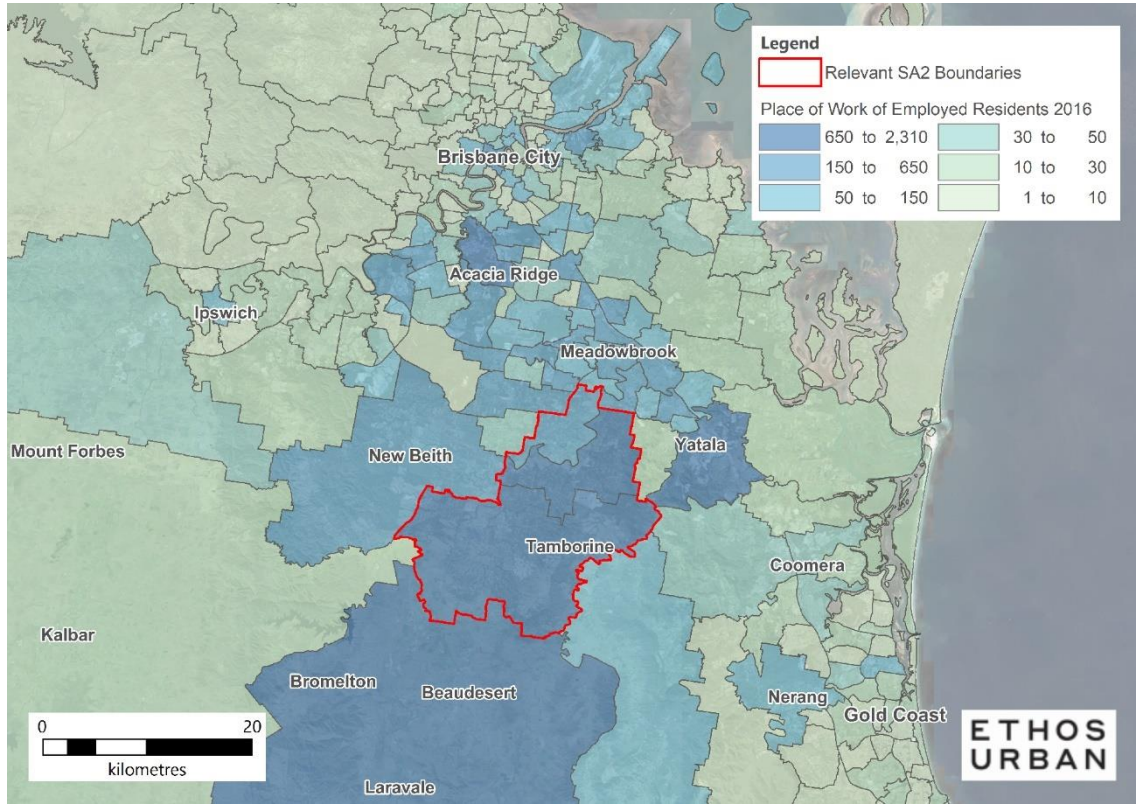 Legend
Relevant SA2 Boundaries
Place of Work of Employed Residents 2016
650 to 2,310
30 to 50
150 to 650
10 to 30
50 to 150
1 to 10
Brisbane City
Acacia Ridge
Ipswich
Meadowbrook
Mount Forbes
New Beith
Yatala
Tamborine
Coomera
Kalbar
Bromelton
Beaudesert
Nerang
Gold Coast
0 20
kilometres
Laravale
ETHOS
URBAN